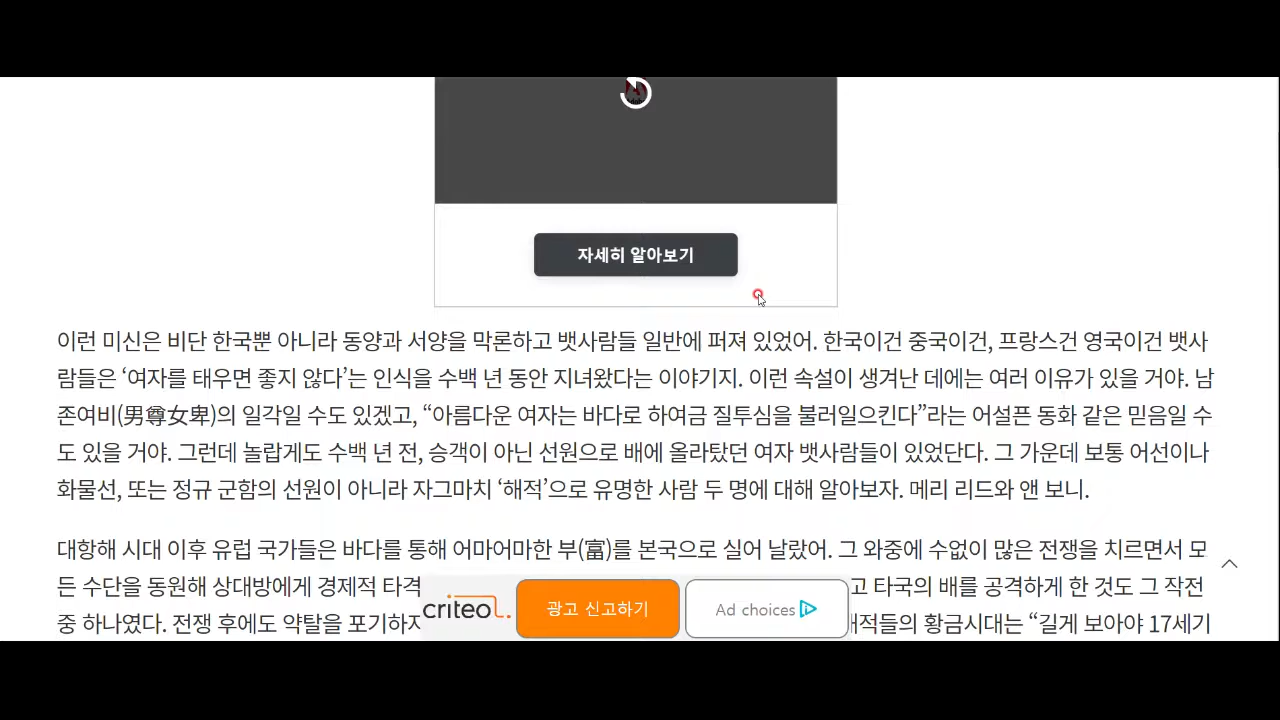 자세히 알아보기
이런 미신은 비단 한국뿐 아니라 동양과 서양을 막론하고 뱃사람들 일반에 퍼져 있었어. 한국이건 중국이건, 프랑스건 영국이건 뱃사
람들은 ‘여자를 태우면 좋지 않다’는 인식을 수백 년 동안 지녀왔다는 이야기지. 이런 속설이 생겨난 데에는 여러 이유가 있을 거야. 남
존여비(男尊女卑)의 일각일 수도 있겠고, “아름다운 여자는 바다로 하여금 질투심을 불러일으킨다”라는 어설픈 동화 같은 믿음일 수
도 있을 거야. 그런데 놀랍게도 수백 년 전, 승객이 아닌 선원으로 배에 올라탔던 여자 뱃사람들이 있었단다. 그 가운데 보통 어선이나
화물선, 또는 정규 군함의 선원이 아니라 자그마치 ‘해적’으로 유명한 사람 두 명에 대해 알아보자. 메리 리드와 앤 보니.
대항해 시대 이후 유럽 국가들은 바다를 통해 어마어마한 부(富)를 본국으로 실어 날랐어. 그 와중에 수없이 많은 전쟁을 치르면서 모
든 수단을 동원해 상대방에게 경제적 타격 고 타국의 배를 공격하게 한 것도 그 작전
criteo 광고 신고하기 Ad choices
중 하나였다. 전쟁 후에도 약탈을 포기하지 해적들의 황금시대는 “길게 보아야 17세기